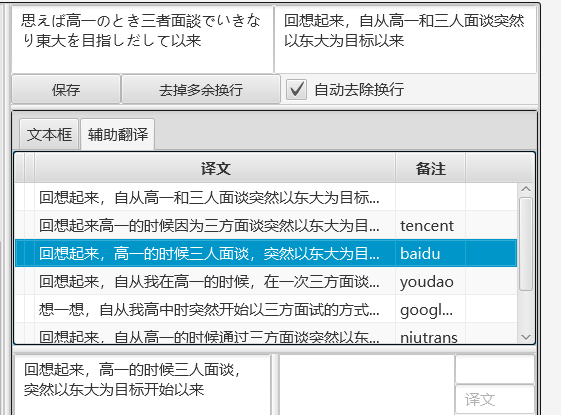 思えば高一のとき三者面談でいきな
り東大を目指しだして以来
回想起来，自从高一和三人面谈突然
以东大为目标以来
保存
去掉多余换行
自动去除换行
文本框
辅助翻译
译文 备注
回想起来，自从高一和三人面谈突然以东大为目标...
回想起来高一的时候因为三方面谈突然以东大为目... tencent
回想起来，高一的时候三人面谈，突然以东大为目... baidu
回想起来，自从我在高一的时候，在一次三方面谈... youdao
想一想，自从我高中时突然开始以三方面试的方式... googl...
回想起来，自从高一的时候通过三方面谈突然以东... niutrans
回想起来，高一的时候三人面谈，
突然以东大为目标开始以来
译文